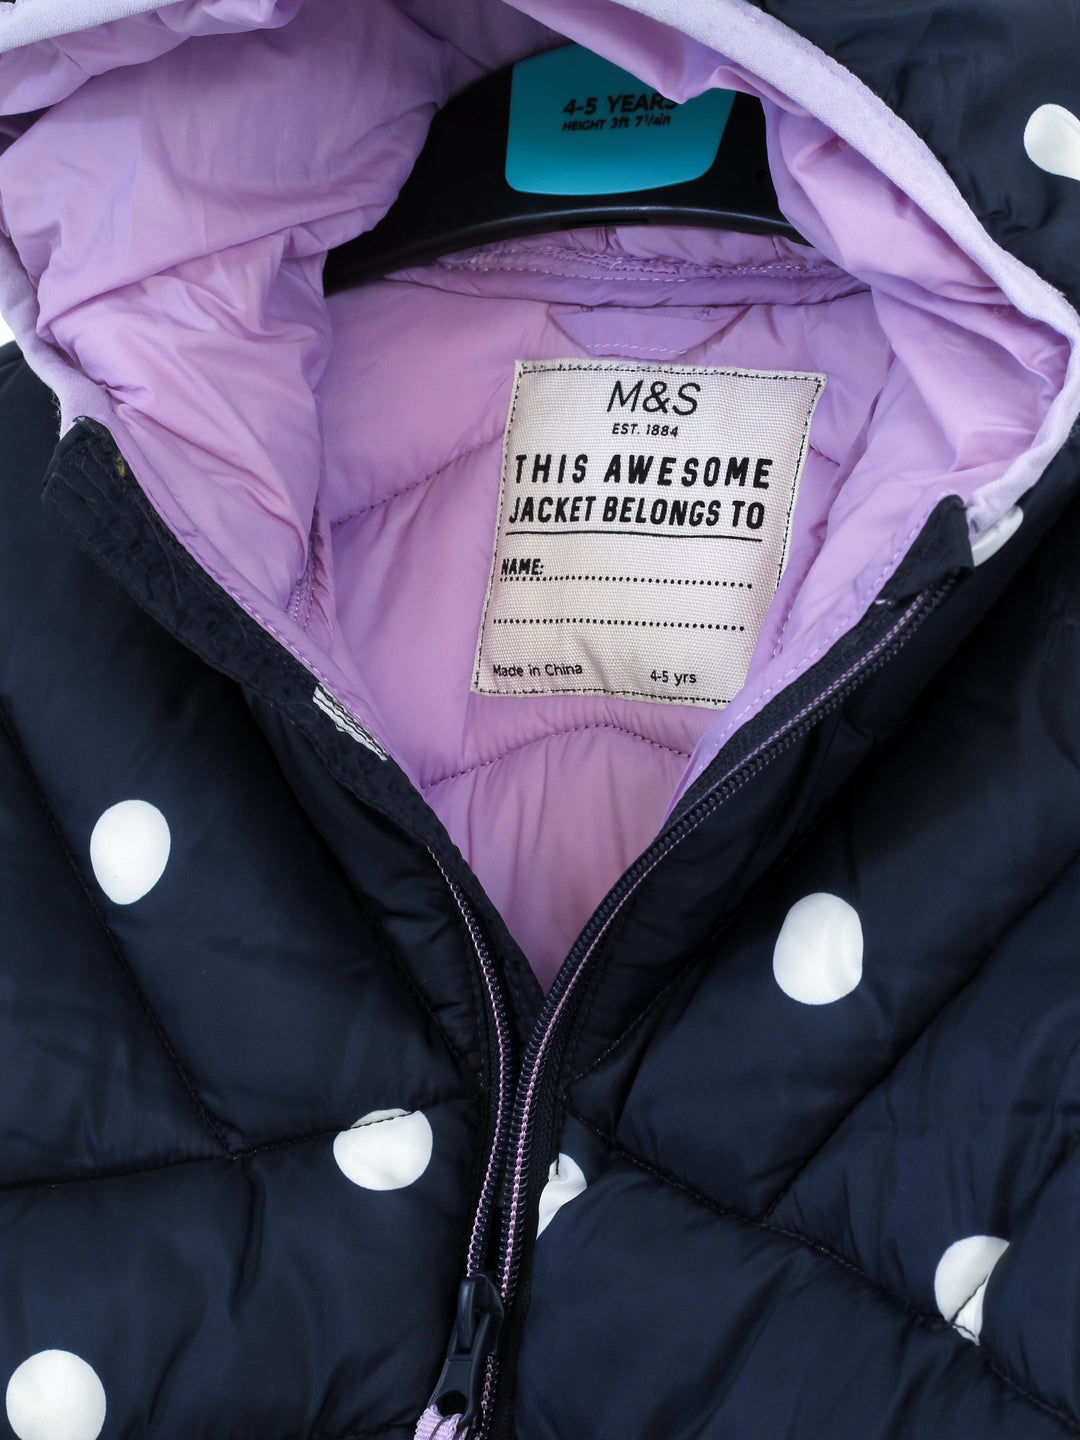 4-5 YEARS
HEIGHT 3ft 7¼in
M&S
EST. 1884
THIS AWESOME
JACKET BELONGS TO
NAME:
Made in China 4-5 yrs